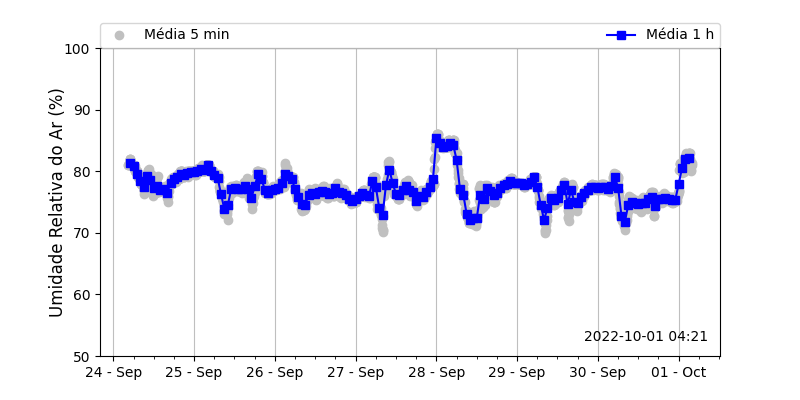 Média 5 min
Média 1 h
100
90
80
70
60
50
Umidade Relativa do Ar (%)
2022-10-01 04:21
24 - Sep
25 - Sep
26 - Sep
27 - Sep
28 - Sep
29 - Sep
30 - Sep
01 - Oct